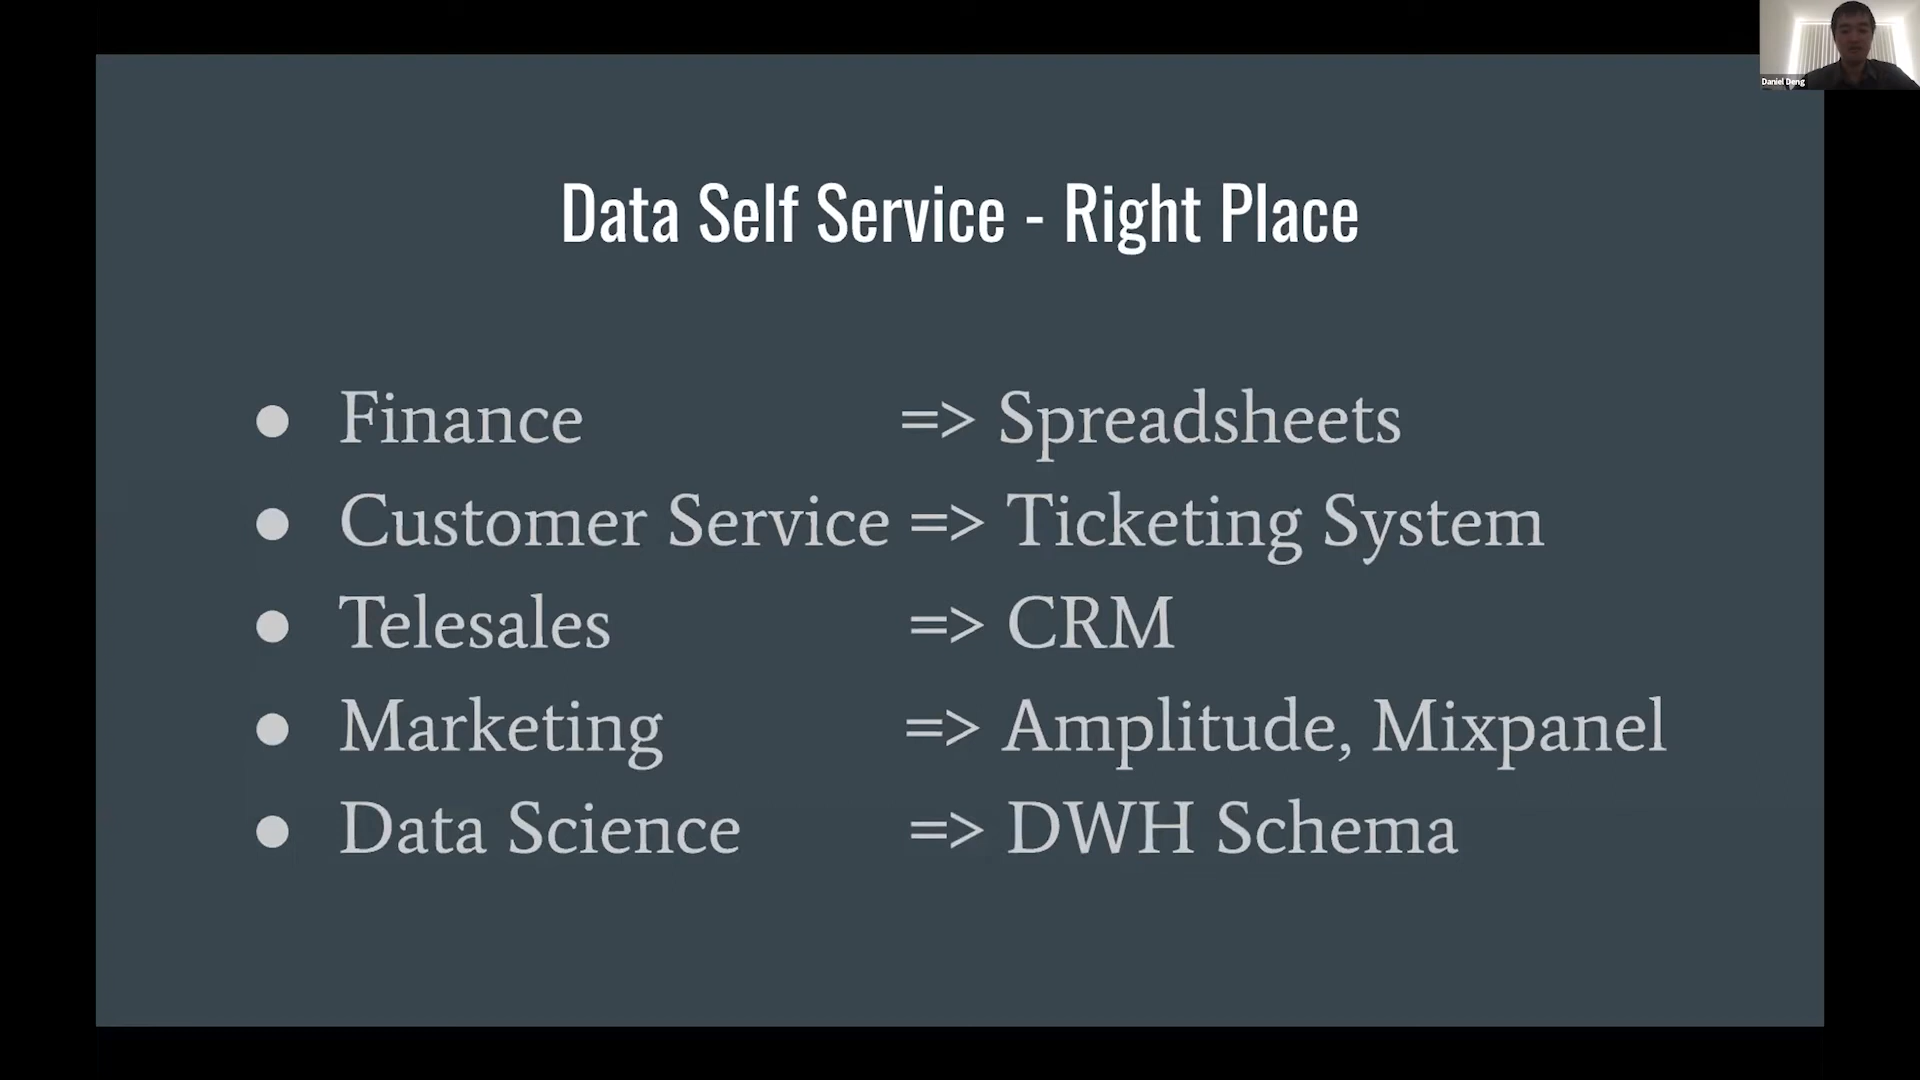 Daniel Deng
Data Self Service - Right Place
● Finance => Spreadsheets
● Customer Service => Ticketing System
● Telesales => CRM
● Marketing => Amplitude, Mixpanel
● Data Science => DWH Schema